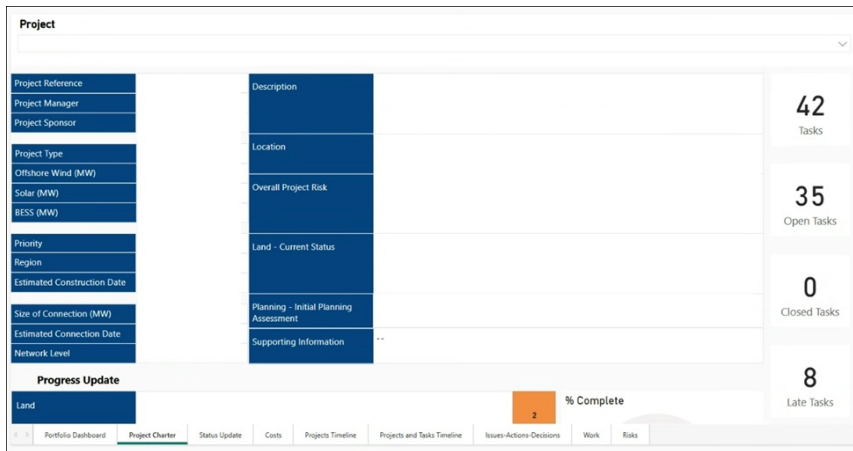 Project
Project Reference
Project Manager
Project Sponsor
Project Type
Offshore Wind (MW)
Solar (MW)
BESS (MW)
Priority
Region
Estimated Construction Date
Size of Connection (MW)
Estimated Connection Date
Network Level
Description
Location
Overall Project Risk
Land - Current Status
Planning - Initial Planning
Assessment
Supporting Information
--
42
Tasks
35
Open Tasks
0
Closed Tasks
8
Late Tasks
Progress Update
Land
2
% Complete
Portfolio Dashboard
Project Charter
Status Update
Costs
Projects Timeline
Projects and Tasks Timeline
Issues-Actions-Decisions
Work
Risks